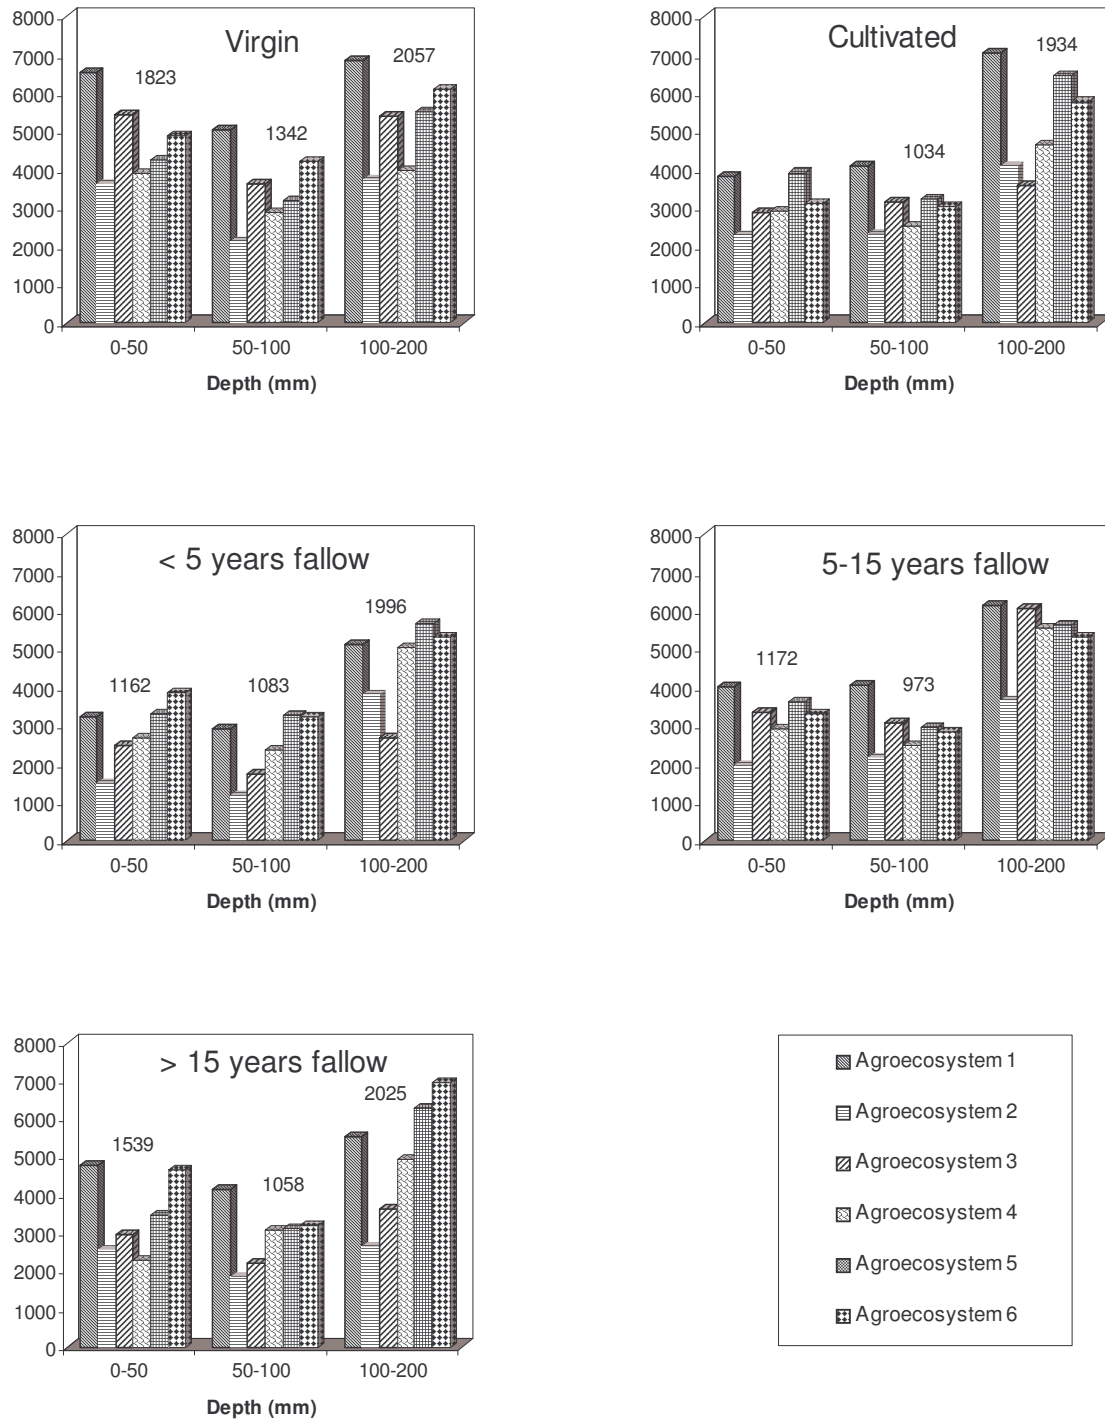 Virgin
8000
7000
6000
5000
4000
3000
2000
1000
0
1823
1342
2057
0-50 50-100 100-200
Depth (mm)
Cultivated
8000
7000
6000
5000
4000
3000
2000
1000
0
1034
1934
0-50 50-100 100-200
Depth (mm)
< 5 years fallow
8000
7000
6000
5000
4000
3000
2000
1000
0
1162
1083
1996
0-50 50-100 100-200
Depth (mm)
5-15 years fallow
8000
7000
6000
5000
4000
3000
2000
1000
0
1172
973
0-50 50-100 100-200
Depth (mm)
> 15 years fallow
8000
7000
6000
5000
4000
3000
2000
1000
0
1539
1058
2025
0-50 50-100 100-200
Depth (mm)
Agroecosystem 1
Agroecosystem 2
Agroecosystem 3
Agroecosystem 4
Agroecosystem 5
Agroecosystem 6